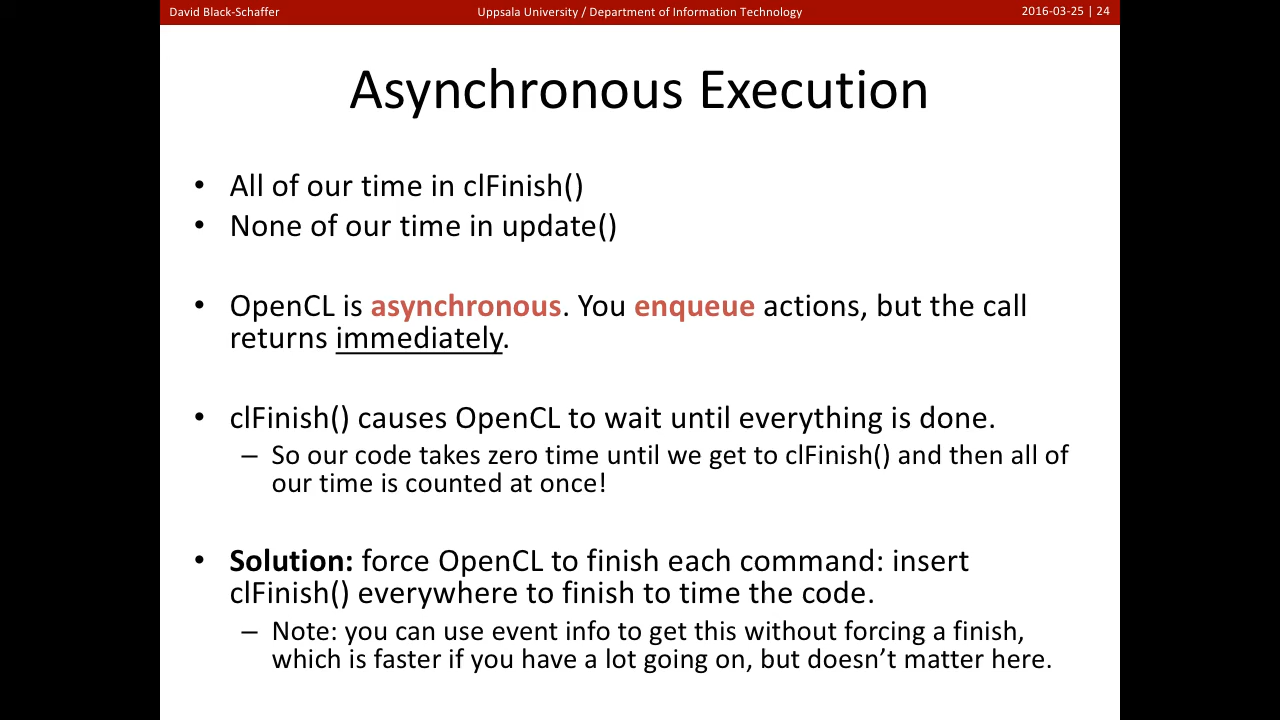 David Black-Schaffer Uppsala University / Department of Information Technology 2016-03-25 | 24
Asynchronous Execution
• All of our time in clFinish()
• None of our time in update()
• OpenCL is asynchronous. You enqueue actions, but the call
returns immediately.
• clFinish() causes OpenCL to wait until everything is done.
– So our code takes zero time until we get to clFinish() and then all of
our time is counted at once!
• Solution: force OpenCL to finish each command: insert
clFinish() everywhere to finish to time the code.
– Note: you can use event info to get this without forcing a finish,
which is faster if you have a lot going on, but doesn’t matter here.